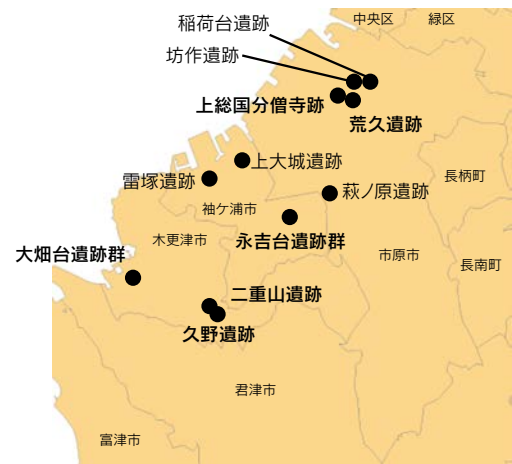 中央区
緑区
稲荷台遺跡
坊作遺跡
上総国分僧寺跡
荒久遺跡
上大城遺跡
雷塚遺跡
長柄町
萩ノ原遺跡
袖ケ浦市
木更津市
永吉台遺跡群
市原市
大畑台遺跡群
長南町
二重山遺跡
久野遺跡
君津市
富津市